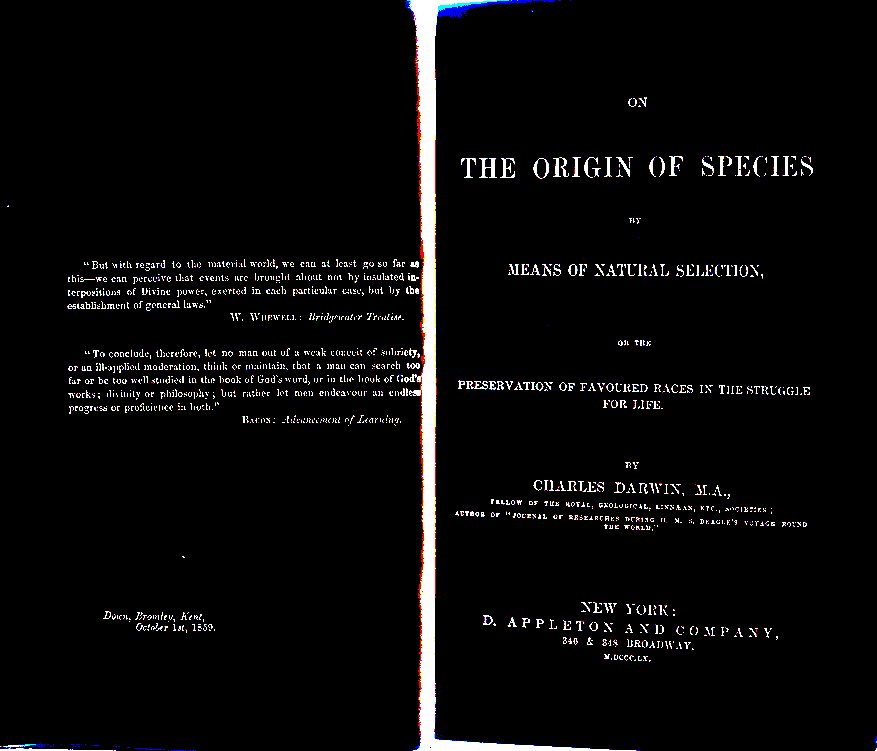 "But with regard to the material world, we can at least go so far as
this—we can perceive that events are brought about not by insulated in-
terpositions of Divine power, exerted in each particular case, but by the
establishment of general laws."
W. WHEWELL: Bridgewater Treatise.
"To conclude, therefore, let no man out of a weak conceit of sobriety,
or an ill-applied moderation, think or maintain, that a man can search too
far or be too well studied in the book of God's word, or in the book of God's
works; divinity or philosophy; but rather let men endeavour an endless
progress or proficience in both."
BACON: Advancement of Learning.
Down, Bromley, Kent,
October 1st, 1859.
ON
THE ORIGIN OF SPECIES
BY
MEANS OF NATURAL SELECTION,
OR THE
PRESERVATION OF FAVOURED RACES IN THE STRUGGLE
FOR LIFE.
BY
CHARLES DARWIN, M.A.,
FELLOW OF THE ROYAL, GEOLOGICAL, LINNÆAN, ETC., SOCIETIES;
AUTHOR OF "JOURNAL OF RESEARCHES DURING H. M. S. BEAGLE'S VOYAGE ROUND
THE WORLD."
NEW YORK:
D. APPLETON AND COMPANY,
346 & 348 BROADWAY.
M.DCCC.LX.